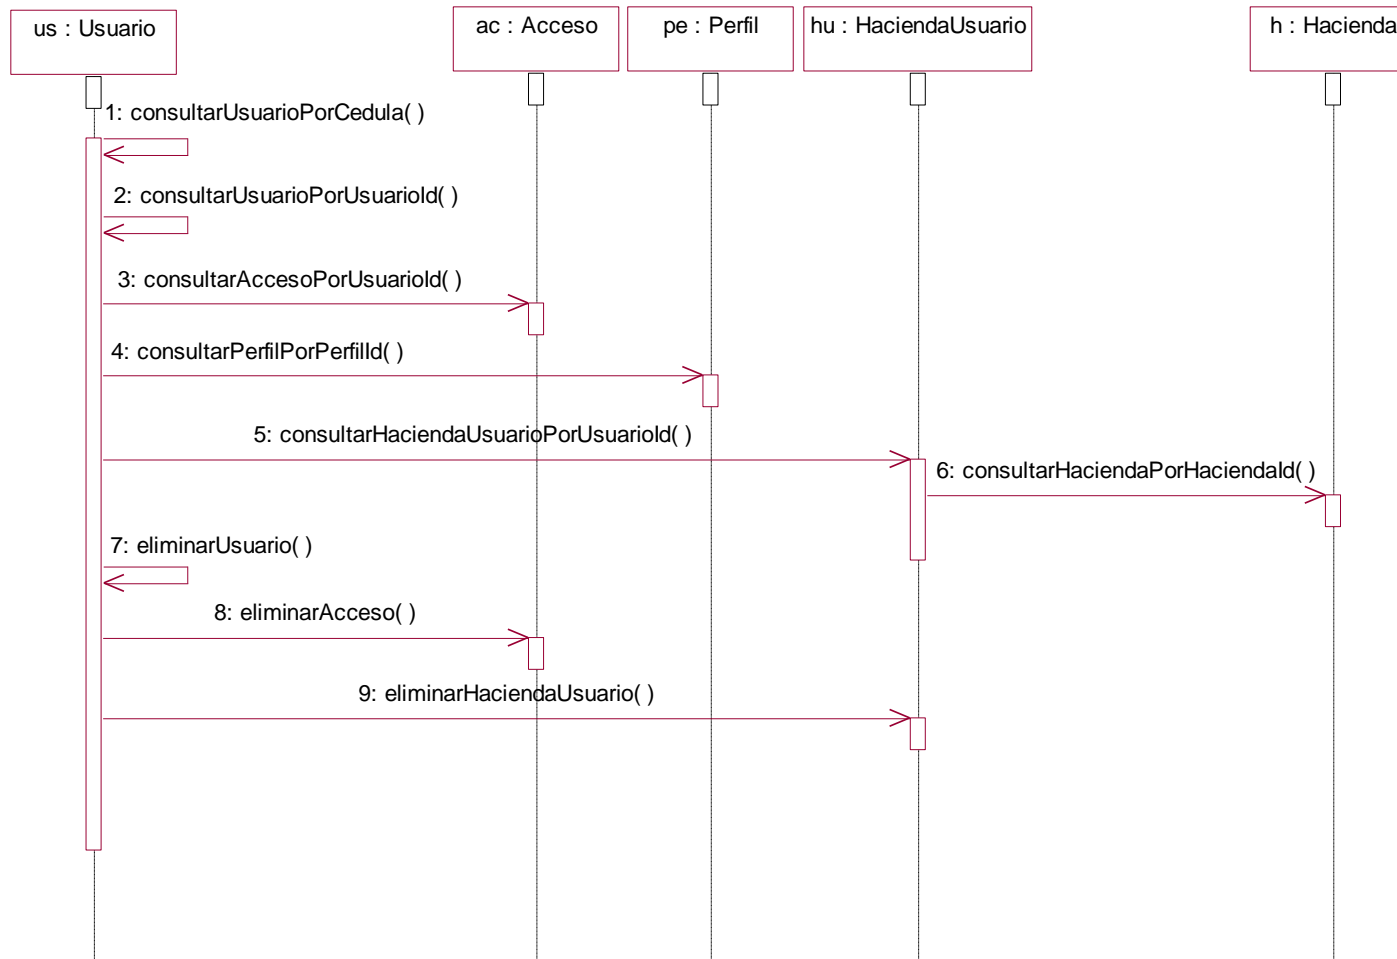 us : Usuario
ac : Acceso
pe : Perfil
hu : HaciendaUsuario
h : Hacienda
1: consultarUsuarioPorCedula( )
2: consultarUsuarioPorUsuarioId( )
3: consultarAccesoPorUsuarioId( )
4: consultarPerfilPorPerfilId( )
5: consultarHaciendaUsuarioPorUsuarioId( )
6: consultarHaciendaPorHaciendaId( )
7: eliminarUsuario( )
8: eliminarAcceso( )
9: eliminarHaciendaUsuario( )